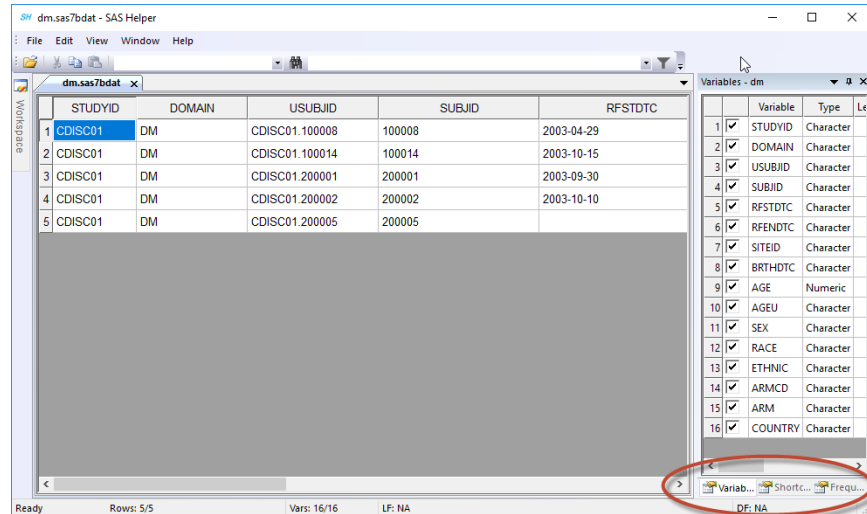 SH dm.sas7bdat - SAS Helper
File Edit View Window Help
dm.sas7bdat x
Variables - dm
Workspace
STUDYID DOMAIN USUBJID SUBJID RFSTDTC
1 CDISC01 DM CDISC01.100008 100008 2003-04-29
2 CDISC01 DM CDISC01.100014 100014 2003-10-15
3 CDISC01 DM CDISC01.200001 200001 2003-09-30
4 CDISC01 DM CDISC01.200002 200002 2003-10-10
5 CDISC01 DM CDISC01.200005 200005
Variable Type Le
1 STUDYID Character
2 DOMAIN Character
3 USUBJID Character
4 SUBJID Character
5 RFSTDTC Character
6 RFENDTC Character
7 SITEID Character
8 BRTHDTC Character
9 AGE Numeric
10 AGEU Character
11 SEX Character
12 RACE Character
13 ETHNIC Character
14 ARMCD Character
15 ARM Character
16 COUNTRY Character
Variab... Shortc... Frequ...
Ready Rows: 5/5 Vars: 16/16 LF: NA DF: NA